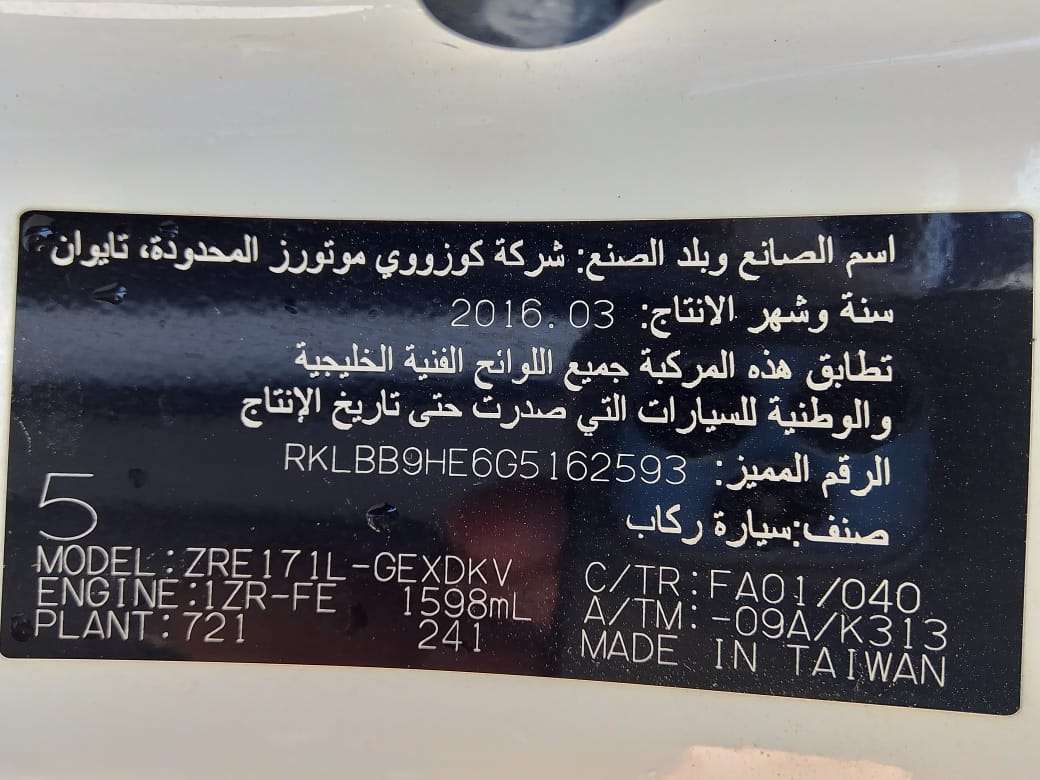 اسم الصانع وبلد الصنع: شركة كوزووي موتورز المحدودة، تايوان
سنة وشهر الانتاج: 2016.03
تطابق هذه المركبة جميع اللوائح الفنية الخليجية
والوطنية للسيارات التي صدرت حتى تاريخ الإنتاج
الرقم المميز: RKLBB9HE6G5162593
صنف:سيارة ركاب
5
MODEL:ZRE171L-GEXDKV C/TR:FA01/040
ENGINE:1ZR-FE 1598mL A/TM:-09A/K313
PLANT:721 241 MADE IN TAIWAN